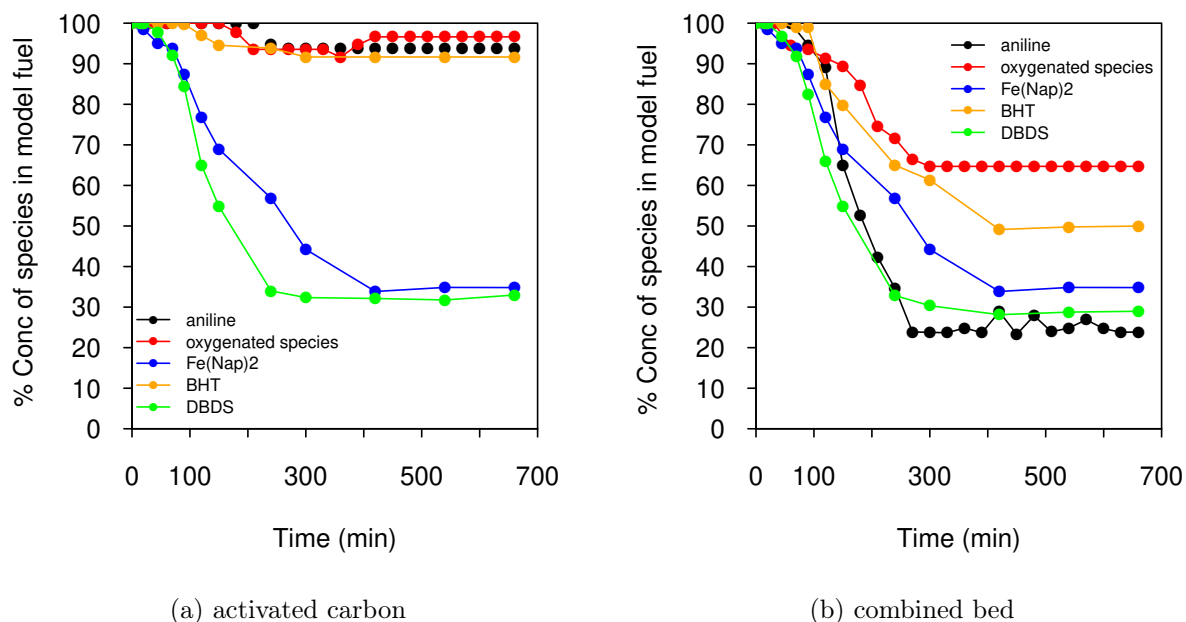 % Conc of species in model fuel
100
90
80
70
60
50
40
30
20
10
0
aniline
oxygenated species
Fe(Nap)2
BHT
DBDS
0 100 300 500 700
Time (min)
(a) activated carbon
% Conc of species in model fuel
100
90
80
70
60
50
40
30
20
10
0
aniline
oxygenated species
Fe(Nap)2
BHT
DBDS
0 100 300 500 700
Time (min)
(b) combined bed